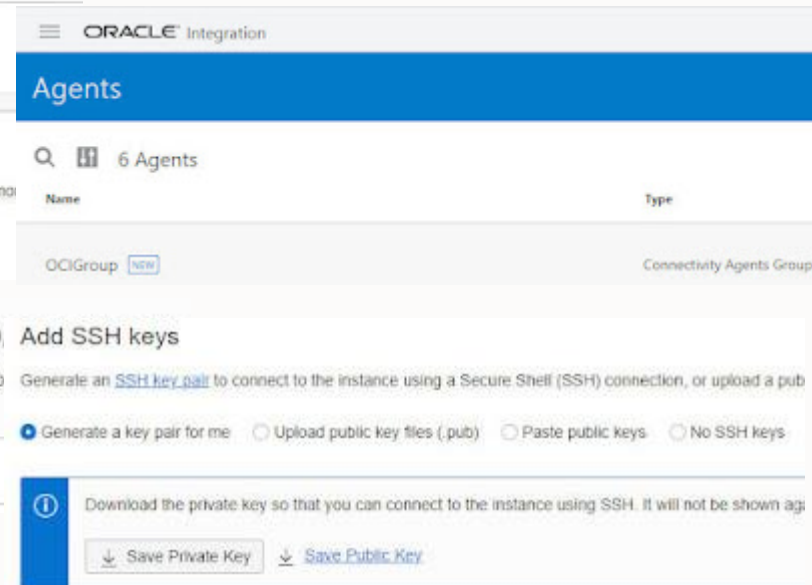 ORACLE Integration
Agents
6 Agents
Name Type
OCIGroup NEW Connectivity Agents Group
Add SSH keys
Generate an SSH key pair to connect to the instance using a Secure Shell (SSH) connection, or upload a pub
Generate a key pair for me Upload public key files (.pub) Paste public keys No SSH keys
Download the private key so that you can connect to the instance using SSH. It will not be shown aga
Save Private Key Save Public Key